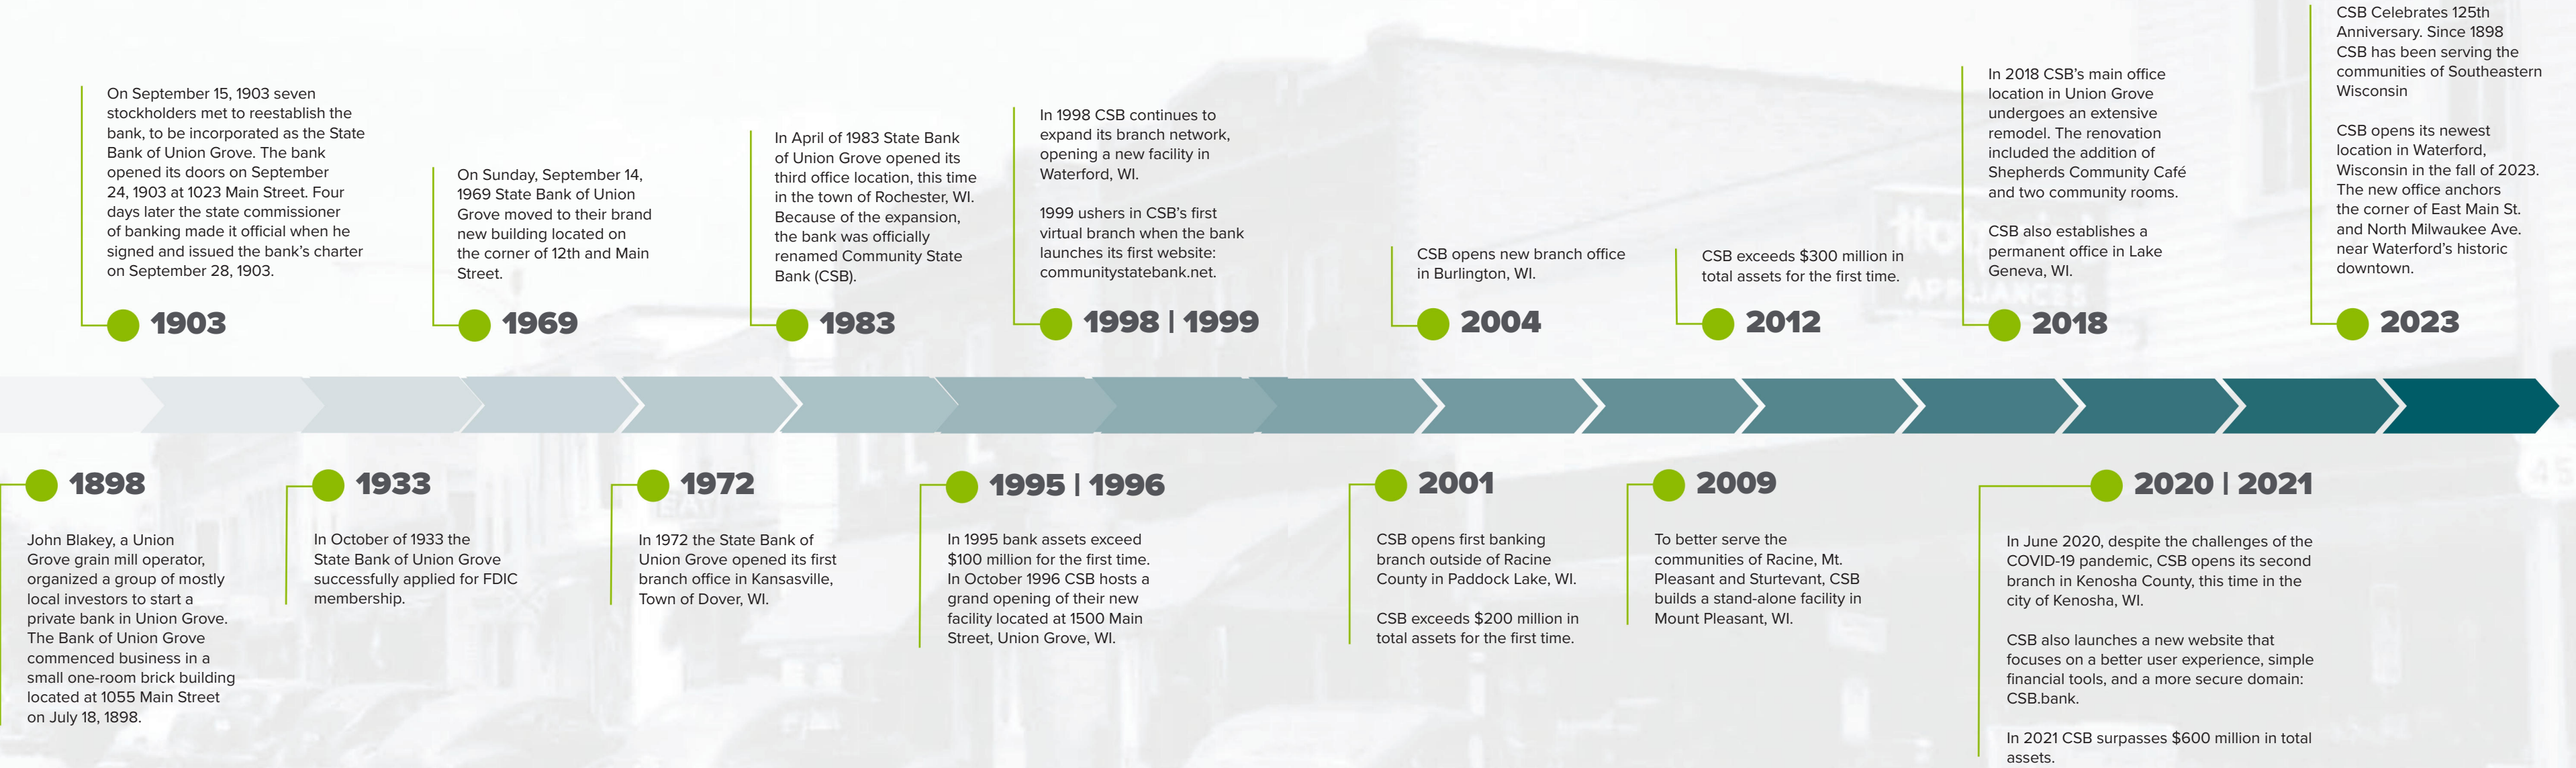 On September 15, 1903 seven
stockholders met to reestablish the
bank, to be incorporated as the State
Bank of Union Grove. The bank
opened its doors on September
24, 1903 at 1023 Main Street. Four
days later the state commissioner
of banking made it official when he
signed and issued the bank's charter
on September 28, 1903.
1903
On Sunday, September 14,
1969 State Bank of Union
Grove moved to their brand
new building located on
the corner of 12th and Main
Street.
1969
In April of 1983 State Bank
of Union Grove opened its
third office location, this time
in the town of Rochester, WI.
Because of the expansion,
the bank was officially
renamed Community State
Bank (CSB).
1983
In 1998 CSB continues to
expand its branch network,
opening a new facility in
Waterford, WI.
1999 ushers in CSB's first
virtual branch when the bank
launches its first website:
communitystatebank.net.
1998 | 1999
CSB opens new branch office
in Burlington, WI.
2004
CSB exceeds $300 million in
total assets for the first time.
2012
In 2018 CSB's main office
location in Union Grove
undergoes an extensive
remodel. The renovation
included the addition of
Shepherds Community Café
and two community rooms.
CSB also establishes a
permanent office in Lake
Geneva, WI.
2018
CSB Celebrates 125th
Anniversary. Since 1898
CSB has been serving the
communities of Southeastern
Wisconsin
CSB opens its newest
location in Waterford,
Wisconsin in the fall of 2023.
The new office anchors
the corner of East Main St.
and North Milwaukee Ave.
near Waterford's historic
downtown.
2023
1898
John Blakey, a Union
Grove grain mill operator,
organized a group of mostly
local investors to start a
private bank in Union Grove.
The Bank of Union Grove
commenced business in a
small one-room brick building
located at 1055 Main Street
on July 18, 1898.
1933
In October of 1933 the
State Bank of Union Grove
successfully applied for FDIC
membership.
1972
In 1972 the State Bank of
Union Grove opened its first
branch office in Kansasville,
Town of Dover, WI.
1995 | 1996
In 1995 bank assets exceed
$100 million for the first time.
In October 1996 CSB hosts a
grand opening of their new
facility located at 1500 Main
Street, Union Grove, WI.
2001
CSB opens first banking
branch outside of Racine
County in Paddock Lake, WI.
CSB exceeds $200 million in
total assets for the first time.
2009
To better serve the
communities of Racine, Mt.
Pleasant and Sturtevant, CSB
builds a stand-alone facility in
Mount Pleasant, WI.
2020 | 2021
In June 2020, despite the challenges of the
COVID-19 pandemic, CSB opens its second
branch in Kenosha County, this time in the
city of Kenosha, WI.
CSB also launches a new website that
focuses on a better user experience, simple
financial tools, and a more secure domain:
CSB.bank.
In 2021 CSB surpasses $600 million in total
assets.
APPLIANCES
45